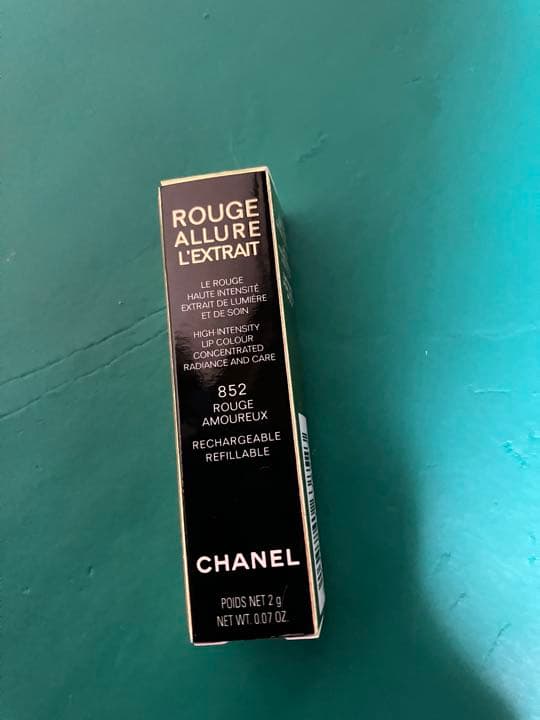 ROUGE
ALLURE
L'EXTRAIT
LE ROUGE
HAUTE INTENSITÉ
EXTRAIT DE LUMIÈRE
ET DE SOIN
HIGH-INTENSITY
LIP COLOUR
CONCENTRATED
RADIANCE AND CARE
852
ROUGE
AMOUREUX
RECHARGEABLE
REFILLABLE
CHANEL
POIDS NET 2 g
NET WT. 0.07 OZ.